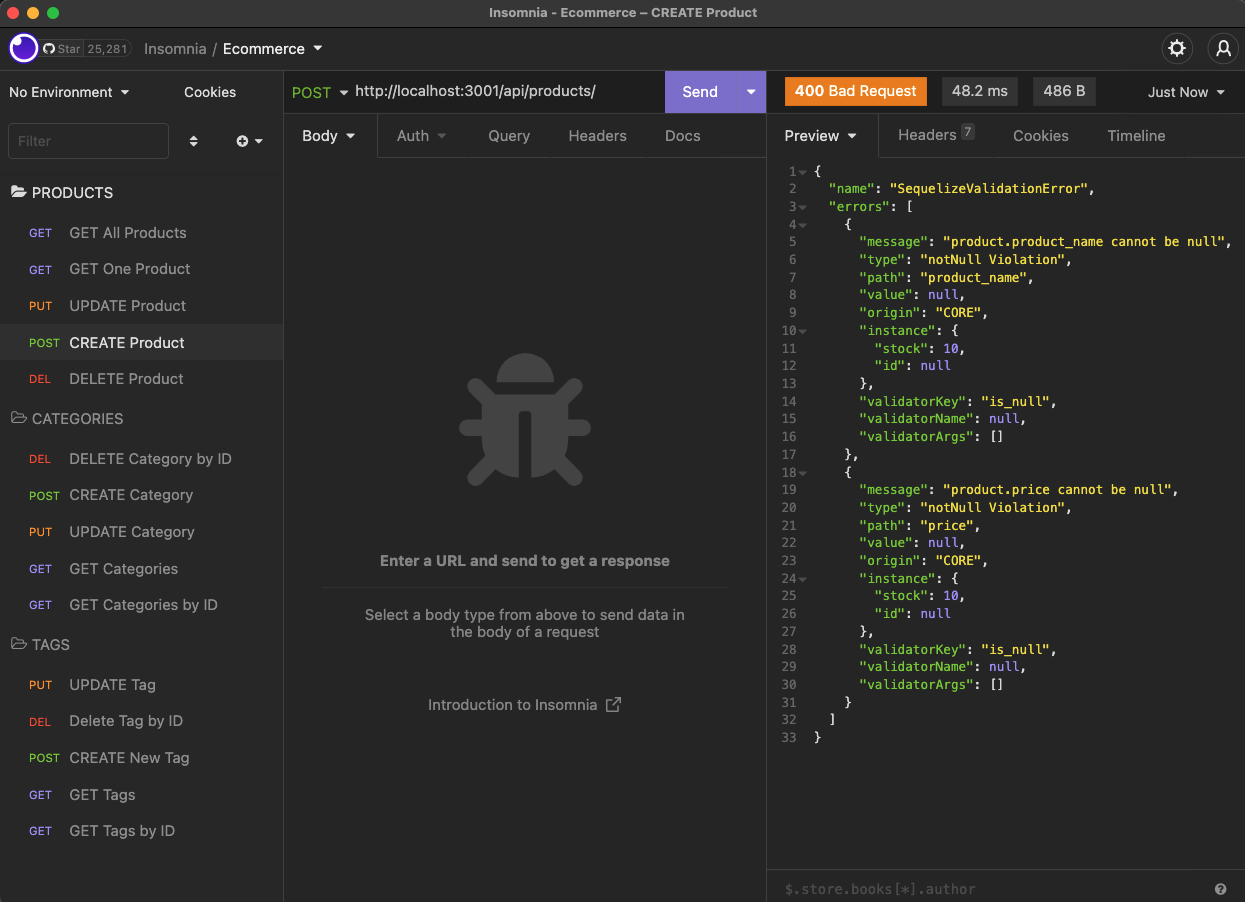 Insomnia - Ecommerce – CREATE Product
Star 25,281
Insomnia / Ecommerce
No Environment
Cookies
Filter
PRODUCTS
GET GET All Products
GET GET One Product
PUT UPDATE Product
POST CREATE Product
DEL DELETE Product
CATEGORIES
DEL DELETE Category by ID
POST CREATE Category
PUT UPDATE Category
GET GET Categories
GET GET Categories by ID
TAGS
PUT UPDATE Tag
DEL Delete Tag by ID
POST CREATE New Tag
GET GET Tags
GET GET Tags by ID
POST http://localhost:3001/api/products/ Send
Body Auth Query Headers Docs
Enter a URL and send to get a response
Select a body type from above to send data in
the body of a request
Introduction to Insomnia
400 Bad Request 48.2 ms 486 B Just Now
Preview Headers 7 Cookies Timeline
1 {
2 "name": "SequelizeValidationError",
3 "errors": [
4 {
5 "message": "product.product_name cannot be null",
6 "type": "notNull Violation",
7 "path": "product_name",
8 "value": null,
9 "origin": "CORE",
10 "instance": {
11 "stock": 10,
12 "id": null
13 },
14 "validatorKey": "is_null",
15 "validatorName": null,
16 "validatorArgs": []
17 },
18 {
19 "message": "product.price cannot be null",
20 "type": "notNull Violation",
21 "path": "price",
22 "value": null,
23 "origin": "CORE",
24 "instance": {
25 "stock": 10,
26 "id": null
27 },
28 "validatorKey": "is_null",
29 "validatorName": null,
30 "validatorArgs": []
31 }
32 ]
33 }
$.store.books[*].author